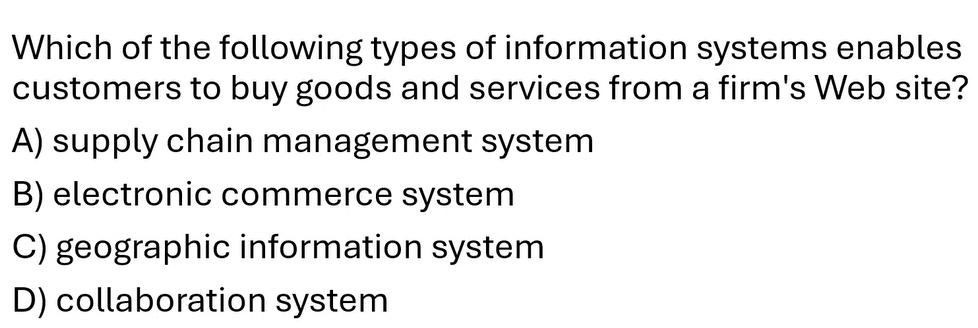 Which of the following types of information systems enables
customers to buy goods and services from a firm's Web site?
A) supply chain management system
B) electronic commerce system
C) geographic information system
D) collaboration system